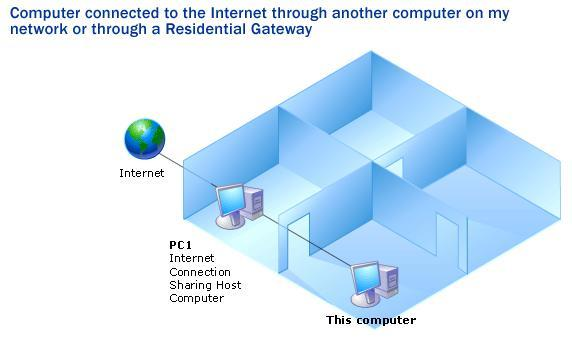 Computer connected to the Internet through another computer on my
network or through a Residential Gateway
Internet
PC1
Internet
Connection
Sharing Host
Computer
This computer